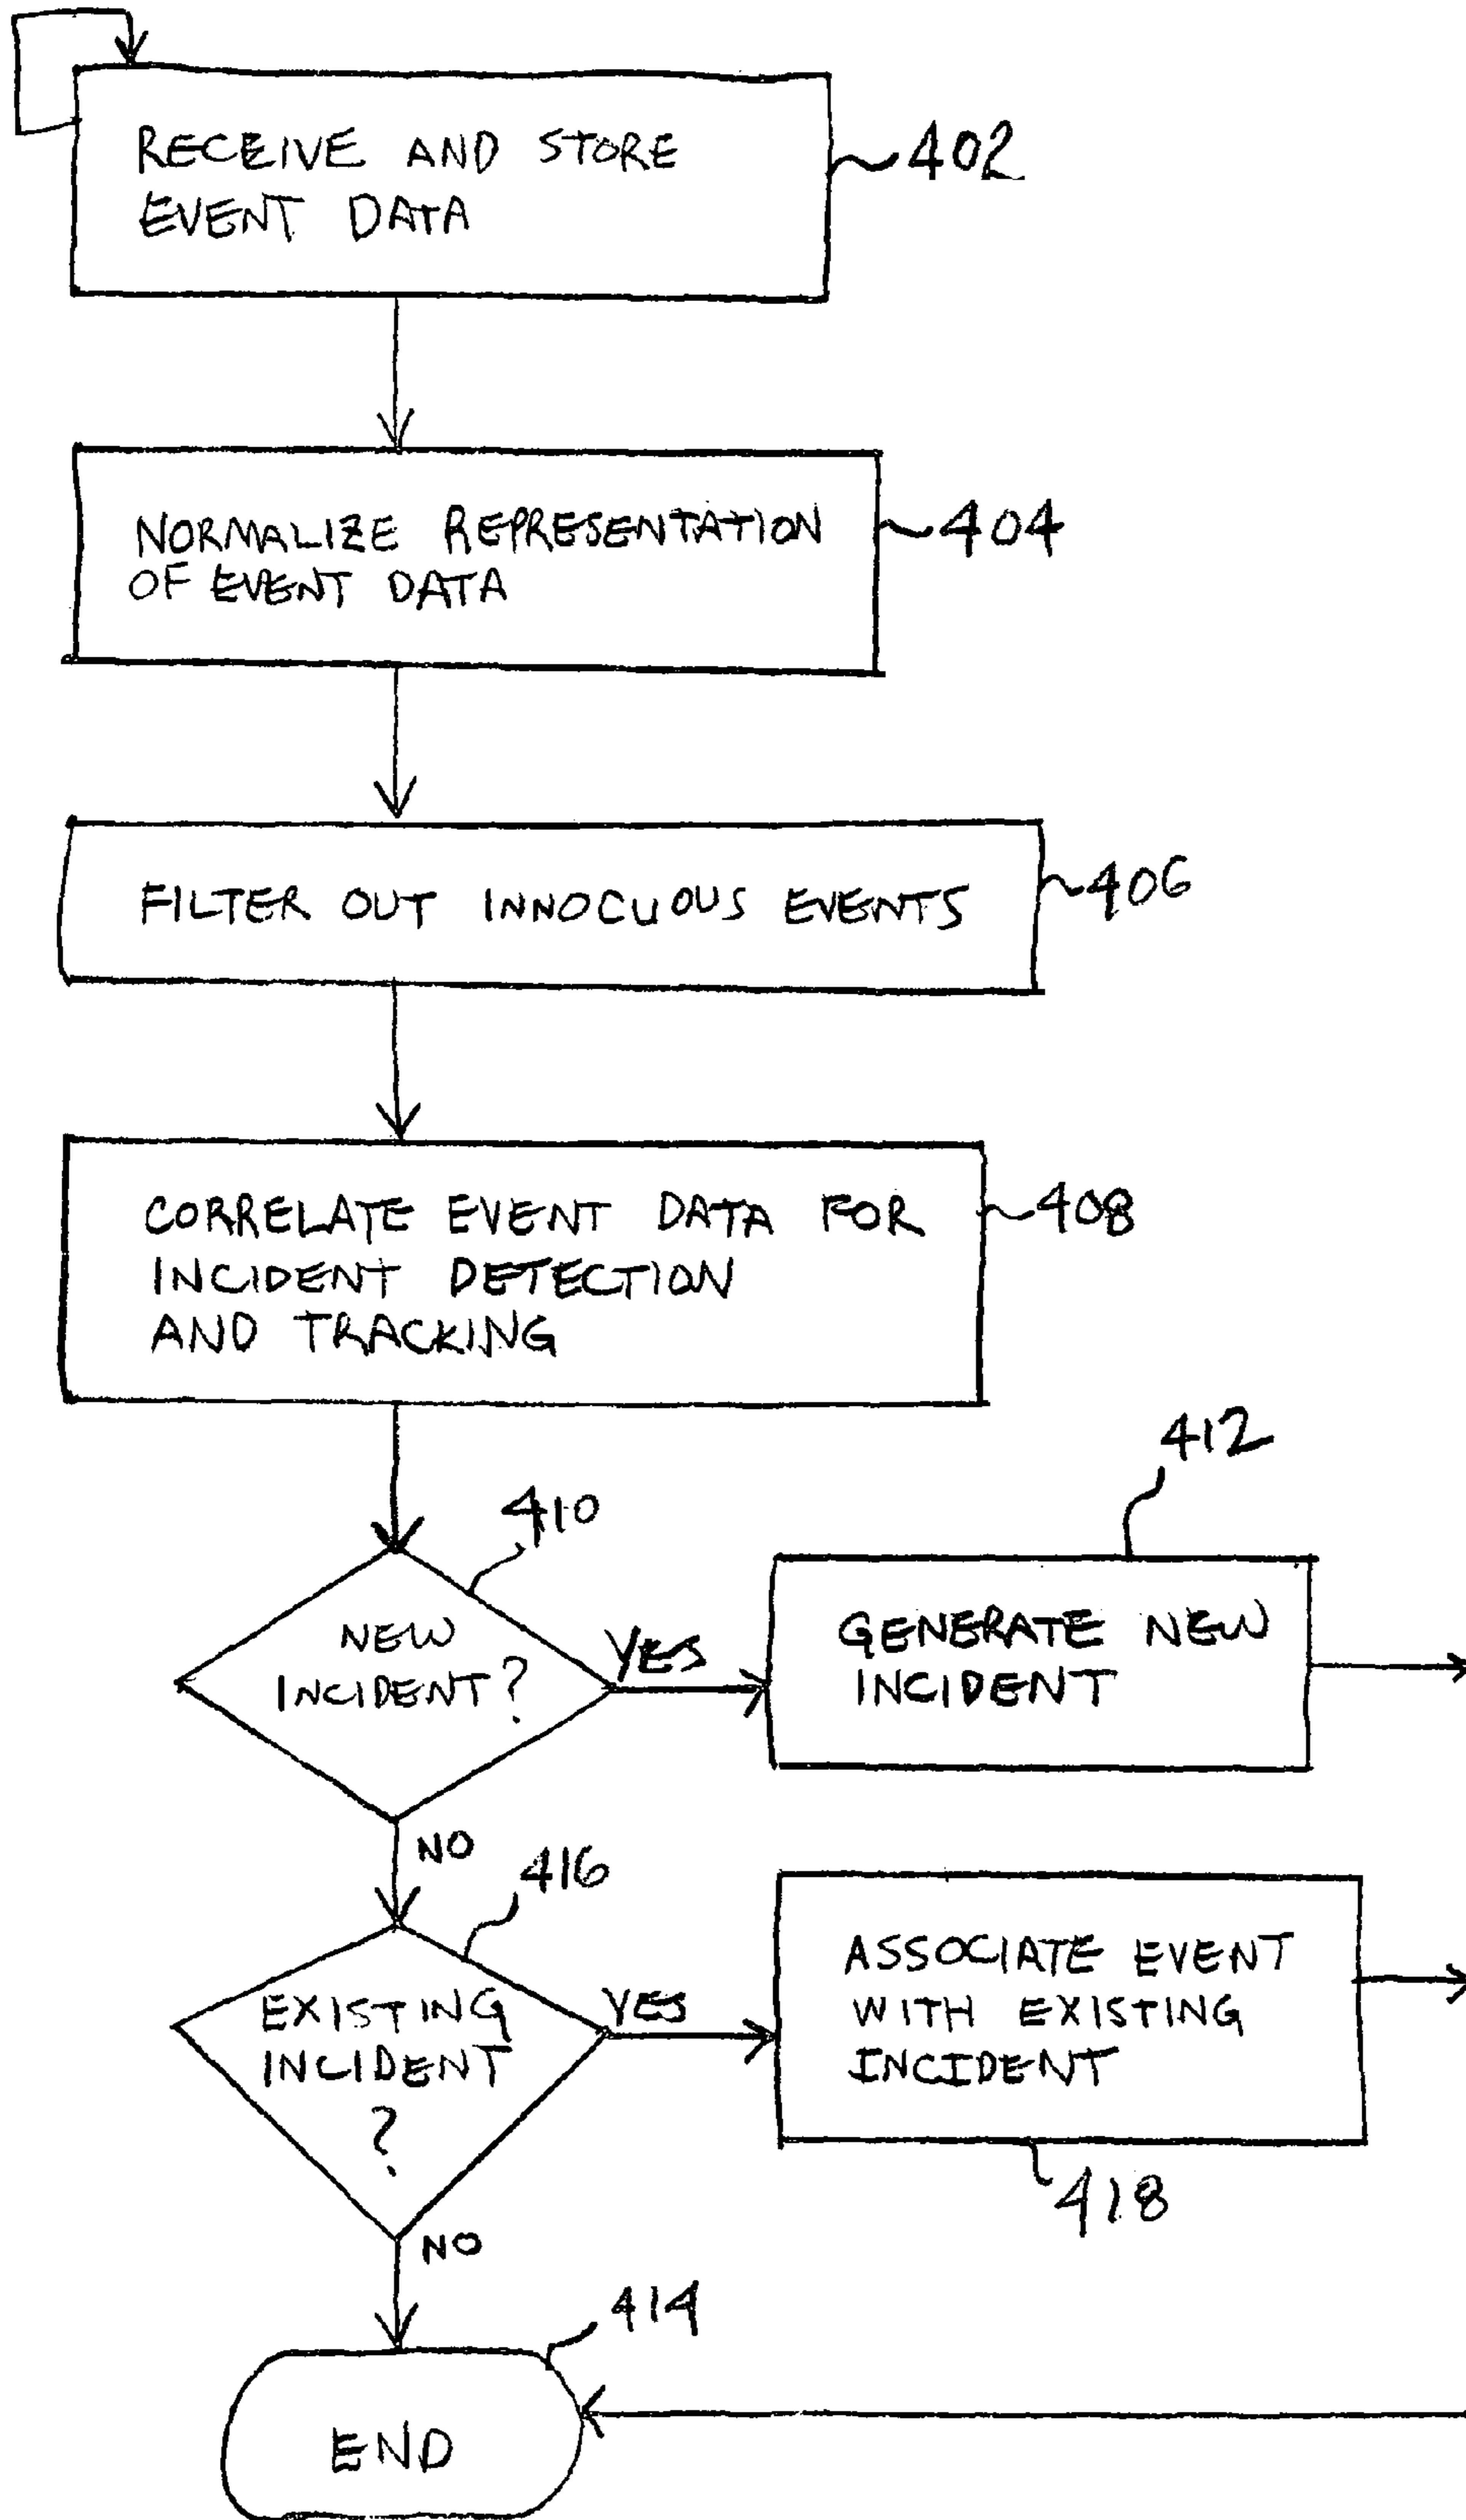 RECEIVE AND STORE
EVENT DATA
402
NORMALIZE REPRESENTATION
OF EVENT DATA
404
FILTER OUT INNOCUOUS EVENTS
406
CORRELATE EVENT DATA FOR
INCIDENT DETECTION
AND TRACKING
408
410
NEW
INCIDENT?
YES
412
GENERATE NEW
INCIDENT
NO
416
EXISTING
INCIDENT
?
YES
ASSOCIATE EVENT
WITH EXISTING
INCIDENT
418
NO
414
END